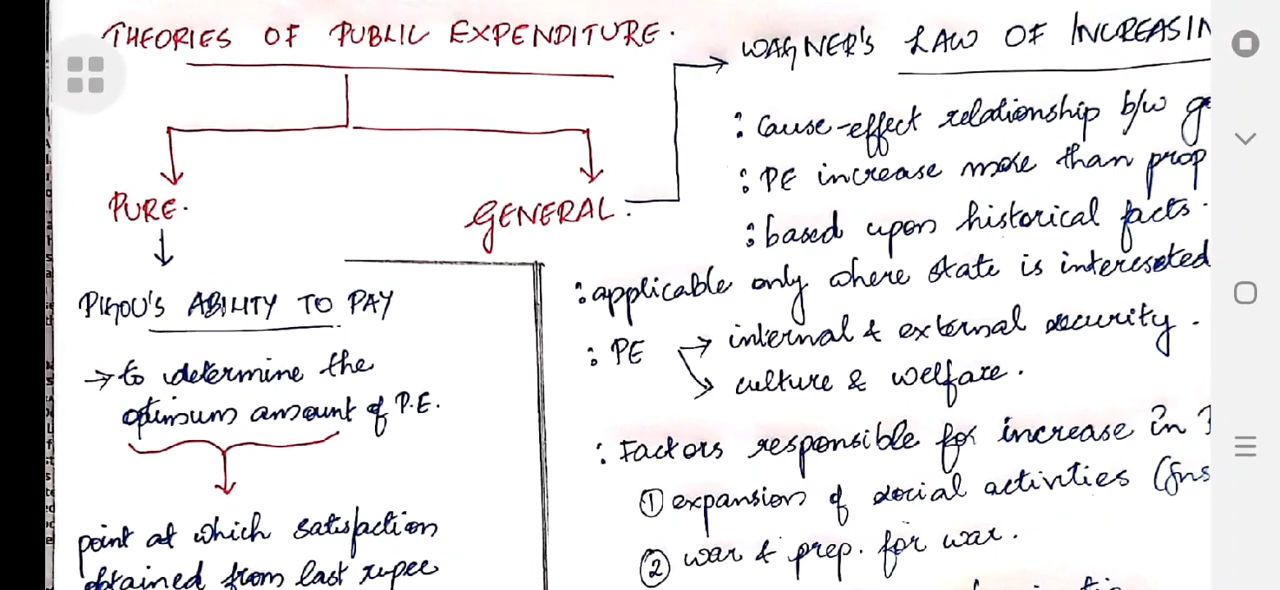 THEORIES OF PUBLIC EXPENDITURE.
PURE.
GENERAL.
PIGOU'S ABILITY TO PAY
→ to determine the
optimum amount of P.E.
point at which satisfaction
obtained from last rupee
WAGNER'S LAW OF INCREASIN
: Cause-effect relationship b/w
: PE increase more than prop
: based upon historical facts.
: applicable only where state is interested
: PE → internal & external security.
→ culture & welfare.
: Factors responsible for increase in
① expansion of social activities
② war & prep. for war.